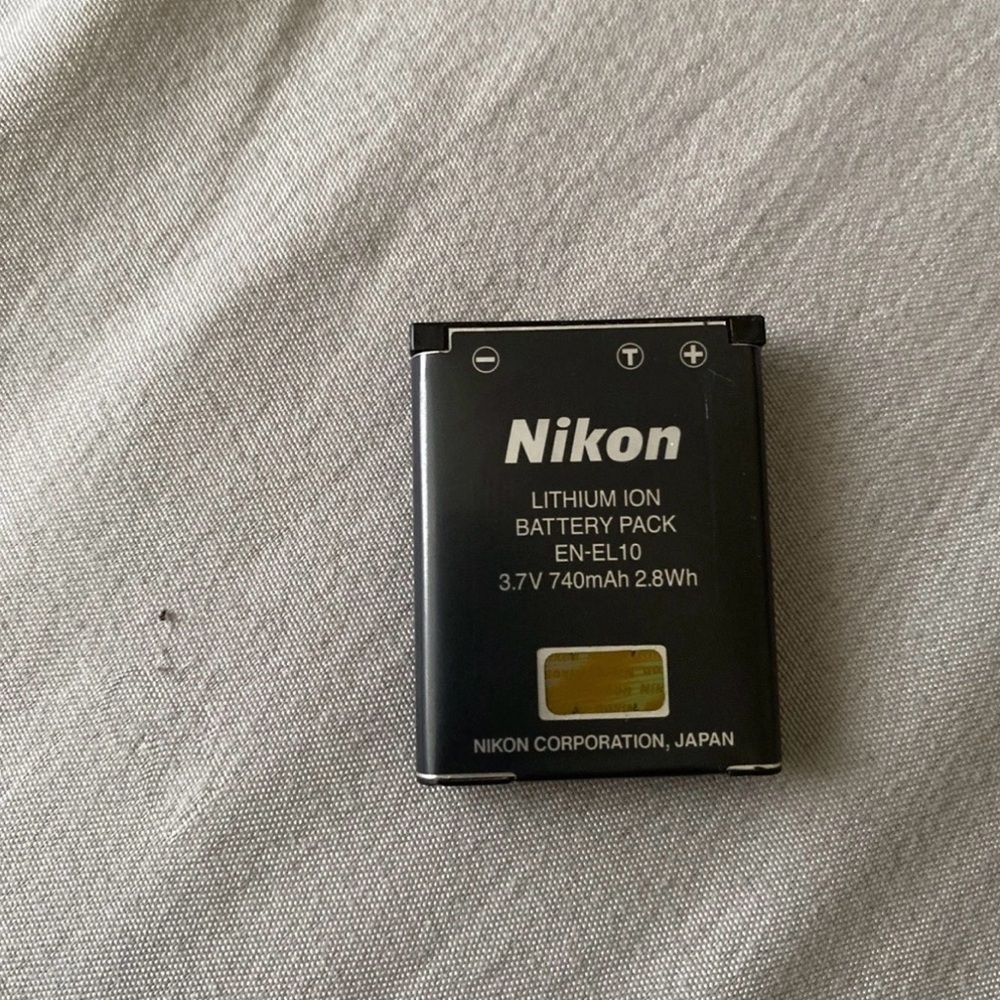 − T +
Nikon
LITHIUM ION
BATTERY PACK
EN-EL10
3.7V 740mAh 2.8Wh
NIKON CORPORATION, JAPAN